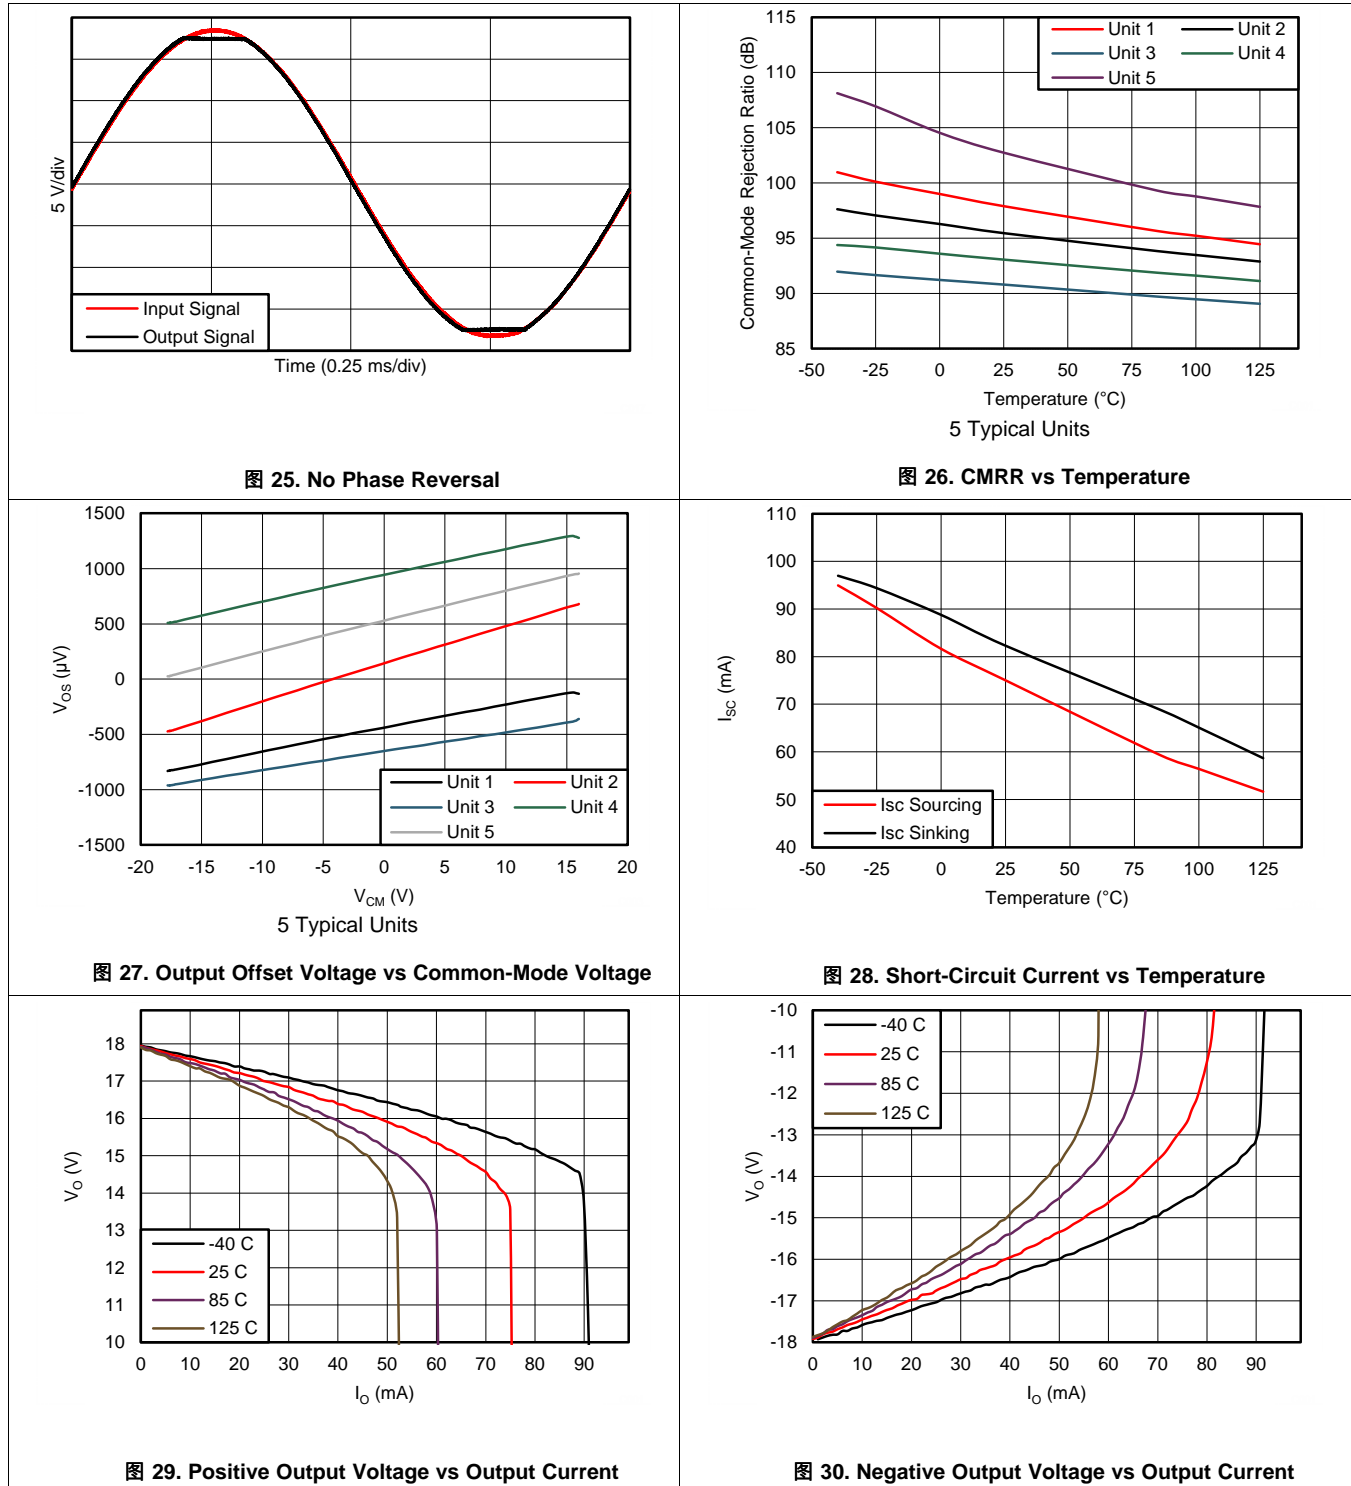 5 V/div
Input Signal
Output Signal
Time (0.25 ms/div)
图 25. No Phase Reversal
Common-Mode Rejection Ratio (dB)
115
110
105
100
95
90
85
Unit 1
Unit 2
Unit 3
Unit 4
Unit 5
-50 -25 0 25 50 75 100 125
Temperature (°C)
5 Typical Units
图 26. CMRR vs Temperature
VOS (µV)
1500
1000
500
0
-500
-1000
-1500
Unit 1
Unit 2
Unit 3
Unit 4
Unit 5
-20 -15 -10 -5 0 5 10 15 20
VCM (V)
5 Typical Units
图 27. Output Offset Voltage vs Common-Mode Voltage
ISC (mA)
110
100
90
80
70
60
50
40
Isc Sourcing
Isc Sinking
-50 -25 0 25 50 75 100 125
Temperature (°C)
图 28. Short-Circuit Current vs Temperature
VO (V)
18
17
16
15
14
13
12
11
10
-40 C
25 C
85 C
125 C
0 10 20 30 40 50 60 70 80 90
IO (mA)
图 29. Positive Output Voltage vs Output Current
VO (V)
-10
-11
-12
-13
-14
-15
-16
-17
-18
-40 C
25 C
85 C
125 C
0 10 20 30 40 50 60 70 80 90
IO (mA)
图 30. Negative Output Voltage vs Output Current